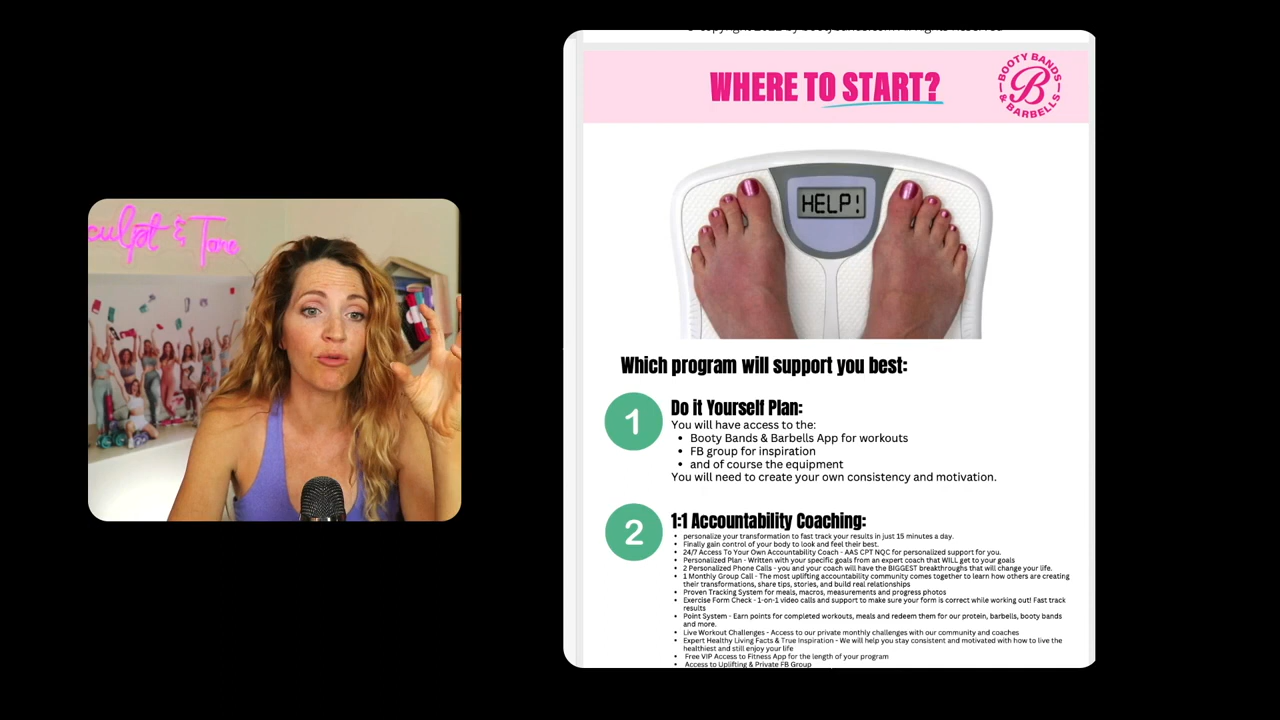 culpt & Tone
WHERE TO START?
BOOTY BANDS
B
& BARBELLS
HELP!
Which program will support you best:
1
Do it Yourself Plan:
You will have access to the:
• Booty Bands & Barbells App for workouts
• FB group for inspiration
• and of course the equipment
You will need to create your own consistency and motivation.
2
1:1 Accountability Coaching:
• personalize your transformation to fast track your results in just 15 minutes a day.
• Finally gain control of your body to look and feel their best.
• 24/7 Access To Your Own Accountability Coach - AAS CPT NQC for personalized support for you.
• Personalized Plan - Written with your specific goals from an expert coach that WILL get to your goals
• 2 Personalized Phone Calls - you and your coach will have the BIGGEST breakthroughs that will change your life.
• 1 Monthly Group Call - The most uplifting accountability community comes together to learn how others are creating
their transformations, share tips, stories, and build real relationships
• Proven Tracking System for meals, macros, measurements and progress photos
• Exercise Form Check - 1-on-1 video calls and support to make sure your form is correct while working out! Fast track
results
• Point System - Earn points for completed workouts, meals and redeem them for our protein, barbells, booty bands
and more.
• Live Workout Challenges - Access to our private monthly challenges with our community and coaches
• Expert Healthy Living Facts & True Inspiration - We will help you stay consistent and motivated with how to live the
healthiest and still enjoy your life
• Free VIP Access to Fitness App for the length of your program
• Access to Uplifting & Private FB Group